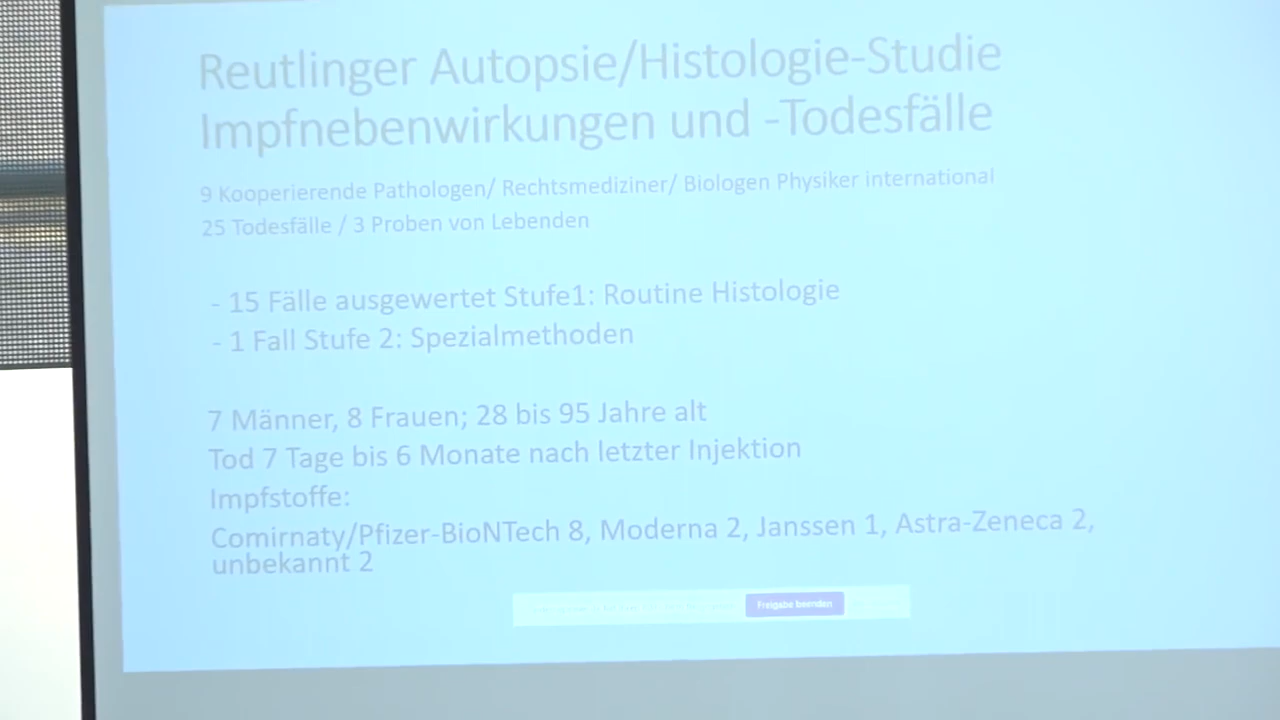 Reutlinger Autopsie/Histologie-Studie
Impfnebenwirkungen und -Todesfälle
9 Kooperierende Pathologen/ Rechtsmediziner/ Biologen Physiker international
25 Todesfälle / 3 Proben von Lebenden
- 15 Fälle ausgewertet Stufe1: Routine Histologie
- 1 Fall Stufe 2: Spezialmethoden
7 Männer, 8 Frauen; 28 bis 95 Jahre alt
Tod 7 Tage bis 6 Monate nach letzter Injektion
Impfstoffe:
Comirnaty/Pfizer-BioNTech 8, Moderna 2, Janssen 1, Astra-Zeneca 2,
unbekannt 2
Freigabe beenden